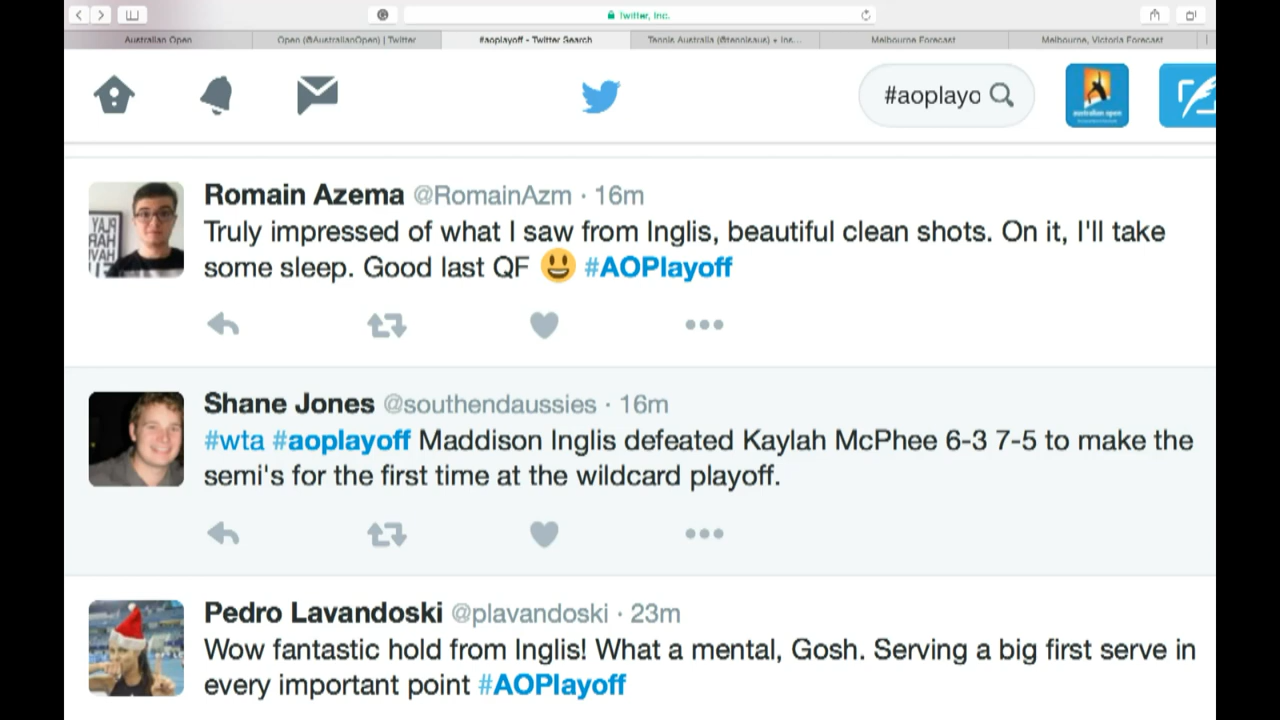 Twitter, Inc.
Australian Open
Open (@AustralianOpen) | Twitter
#aoplayoff - Twitter Search
Tennis Australia (@tennisaus) • Ins...
Melbourne Forecast
Melbourne, Victoria Forecast
#aoplayo
australian open
Romain Azema @RomainAzm · 16m
Truly impressed of what I saw from Inglis, beautiful clean shots. On it, I'll take
some sleep. Good last QF 😃 #AOPlayoff
Shane Jones @southendaussies · 16m
#wta #aoplayoff Maddison Inglis defeated Kaylah McPhee 6-3 7-5 to make the
semi's for the first time at the wildcard playoff.
Pedro Lavandoski @plavandoski · 23m
Wow fantastic hold from Inglis! What a mental, Gosh. Serving a big first serve in
every important point #AOPlayoff